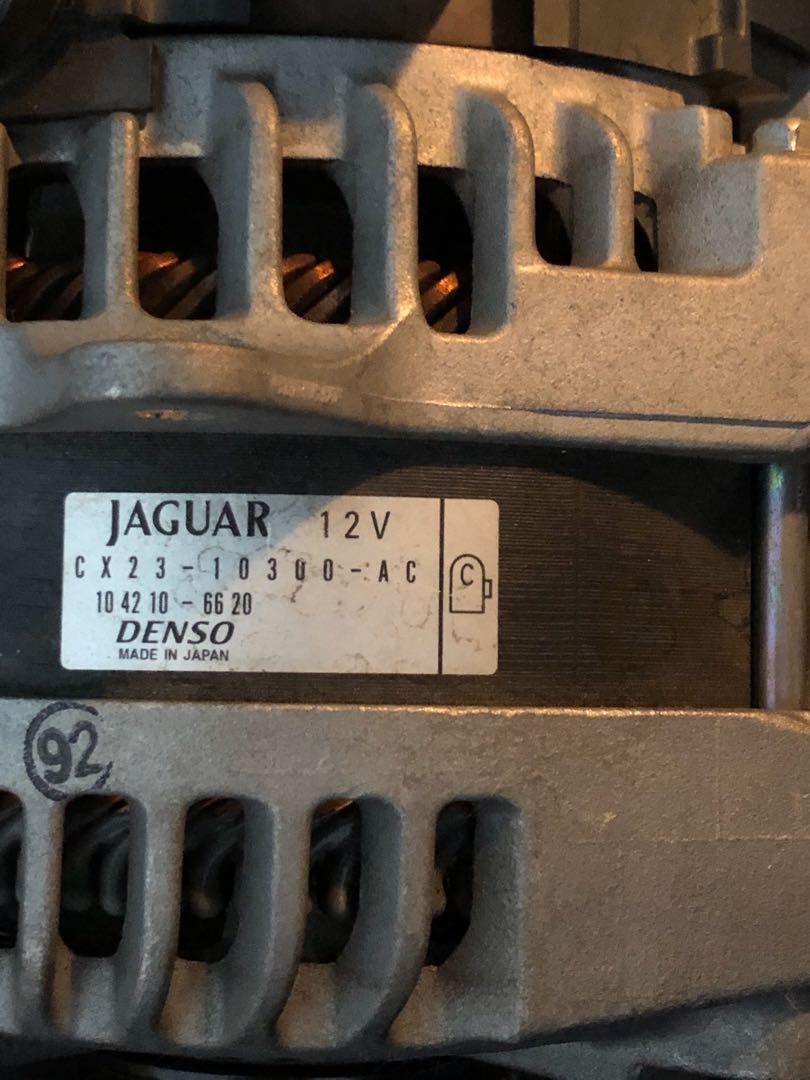 JAGUAR 12V
CX23-10300-AC
C
104210-6620
DENSO
MADE IN JAPAN
92